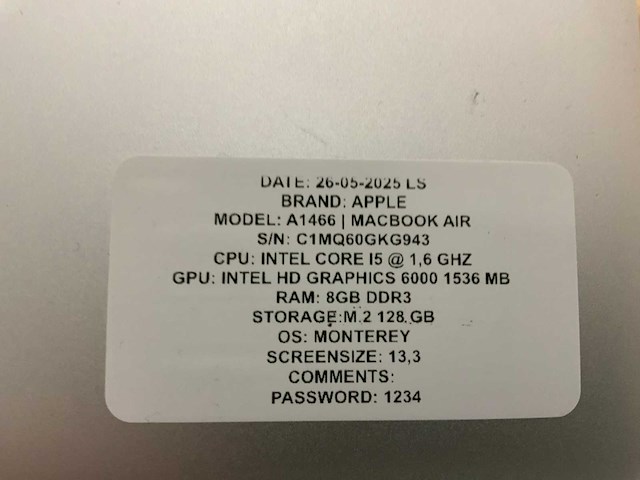 DATE: 26-05-2025 LS
BRAND: APPLE
MODEL: A1466 | MACBOOK AIR
S/N: C1MQ60GKG943
CPU: INTEL CORE I5 @ 1,6 GHZ
GPU: INTEL HD GRAPHICS 6000 1536 MB
RAM: 8GB DDR3
STORAGE:M.2 128 GB
OS: MONTEREY
SCREENSIZE: 13,3
COMMENTS:
PASSWORD: 1234